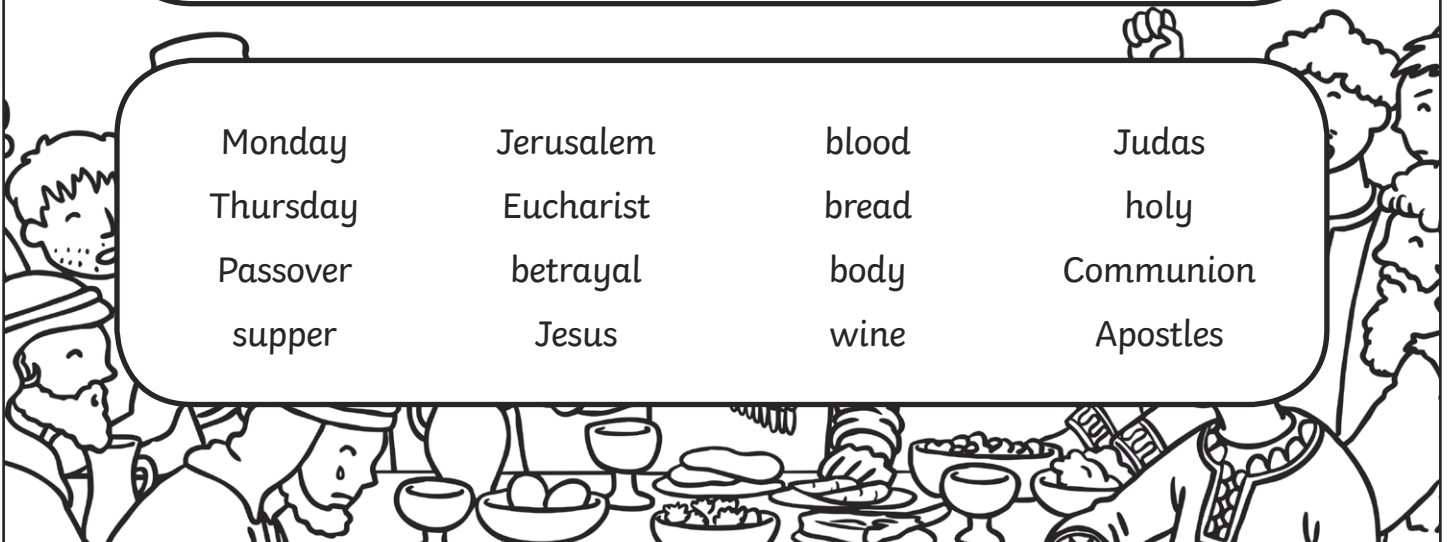 Monday Jerusalem blood Judas
Thursday Eucharist bread holy
Passover betrayal body Communion
supper Jesus wine Apostles